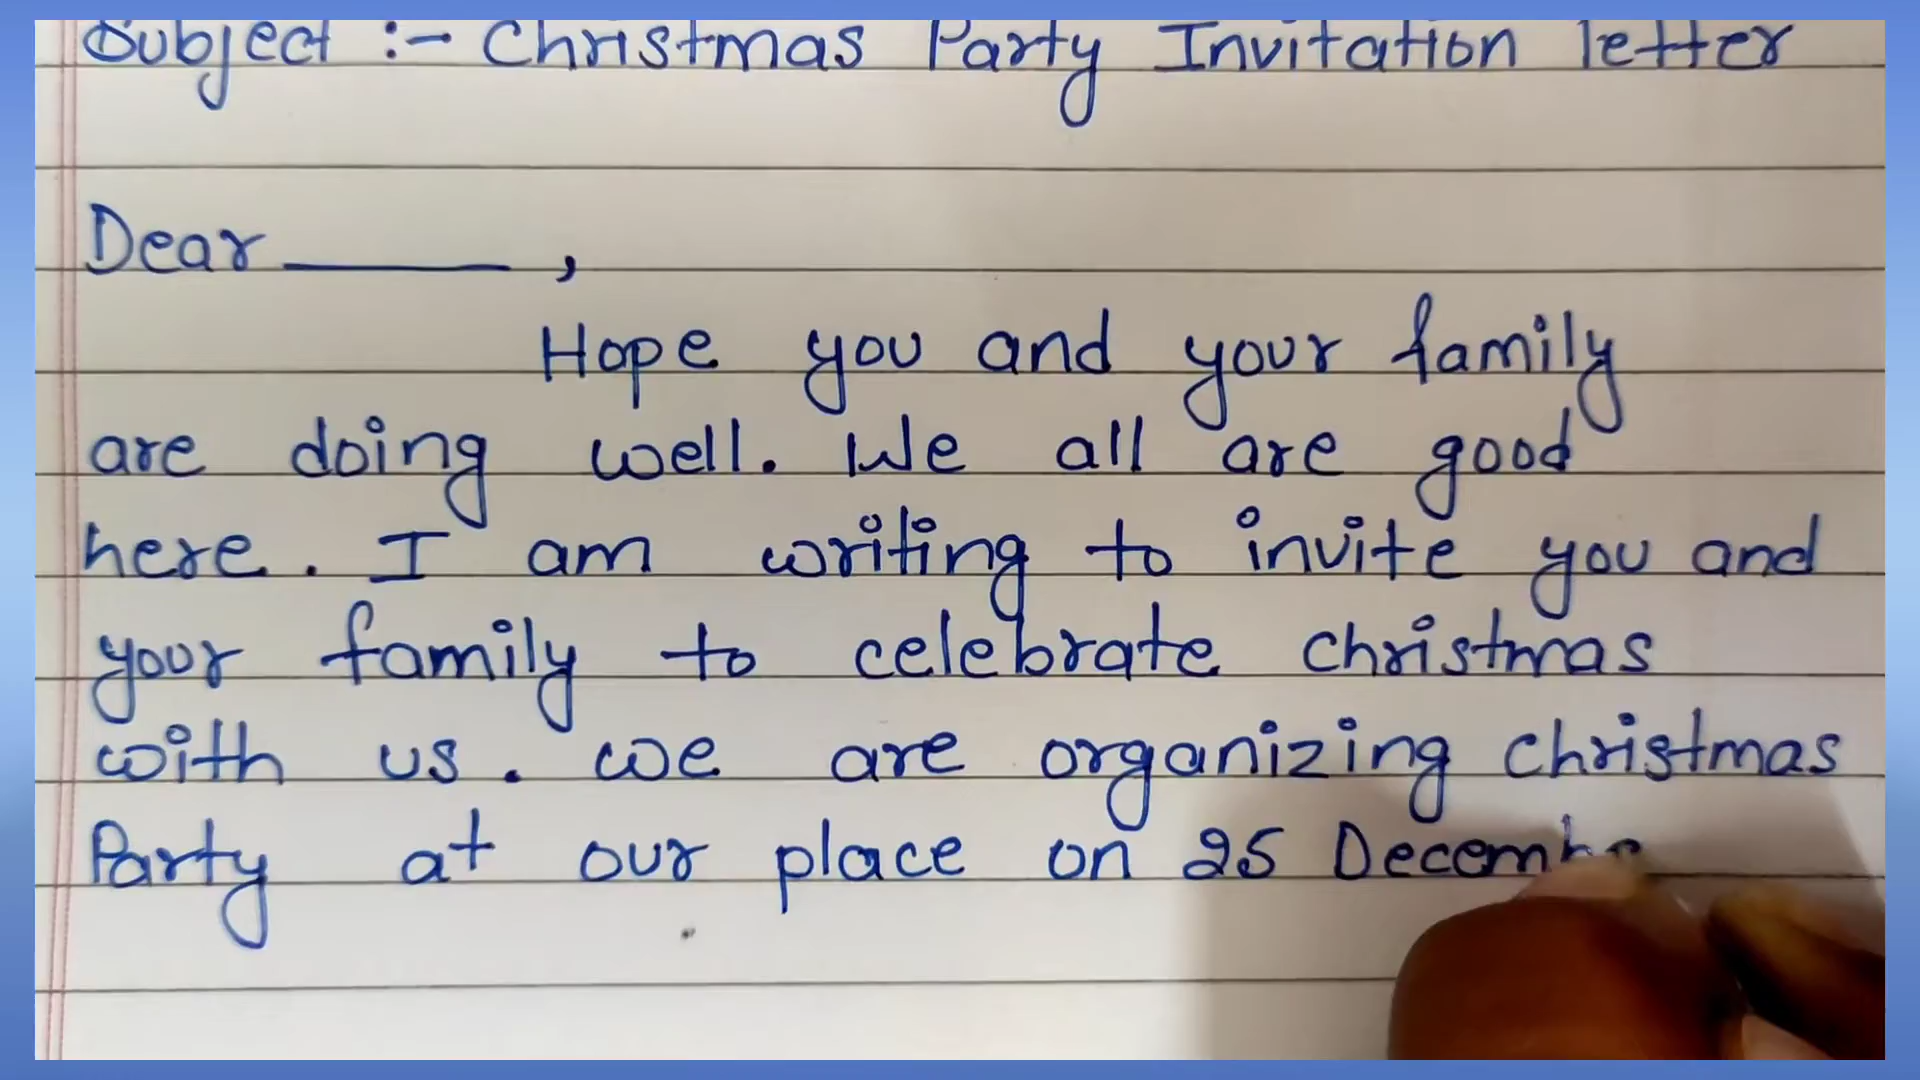 Subject :- Christmas Party Invitation letter
Dear ______ ,
Hope you and your family
are doing well. We all are good
here. I am writing to invite you and
your family to celebrate christmas
with us. we are organizing christmas
Party at our place on 25